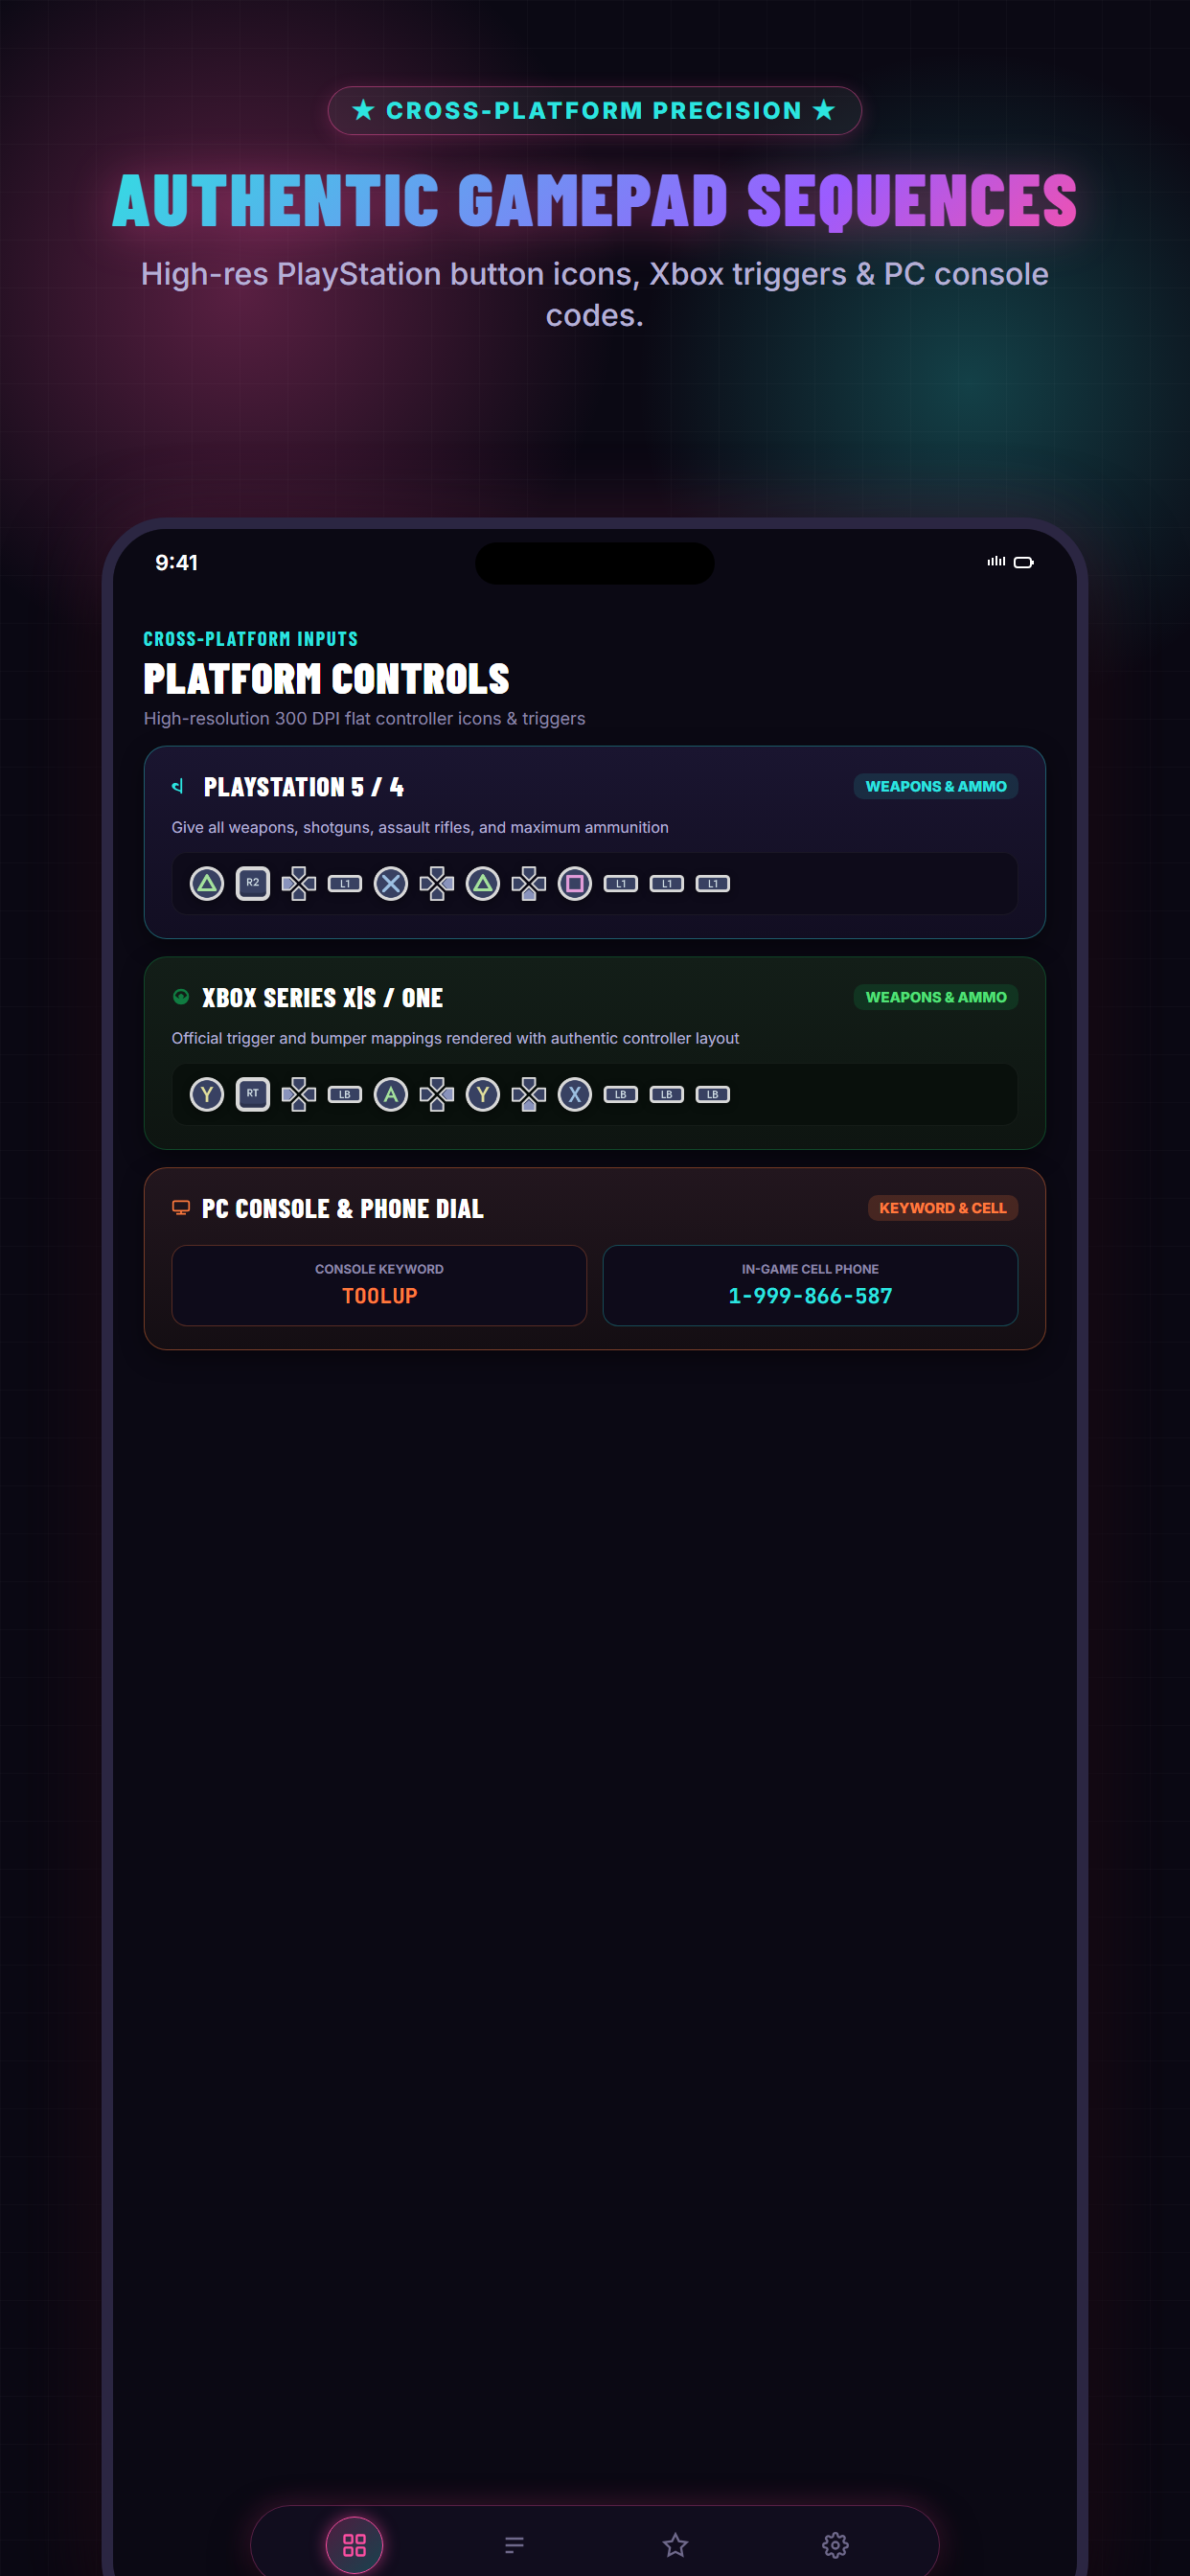 ★ CROSS-PLATFORM PRECISION ★
AUTHENTIC GAMEPAD SEQUENCES
High-res PlayStation button icons, Xbox triggers & PC console
codes.
9:41
CROSS-PLATFORM INPUTS
PLATFORM CONTROLS
High-resolution 300 DPI flat controller icons & triggers
PLAYSTATION 5 / 4
WEAPONS & AMMO
Give all weapons, shotguns, assault rifles, and maximum ammunition
R2 L1 L1 L1 L1
XBOX SERIES X|S / ONE
WEAPONS & AMMO
Official trigger and bumper mappings rendered with authentic controller layout
Y RT LB A Y X LB LB LB
PC CONSOLE & PHONE DIAL
KEYWORD & CELL
CONSOLE KEYWORD
TOOLUP
IN-GAME CELL PHONE
1-999-866-587